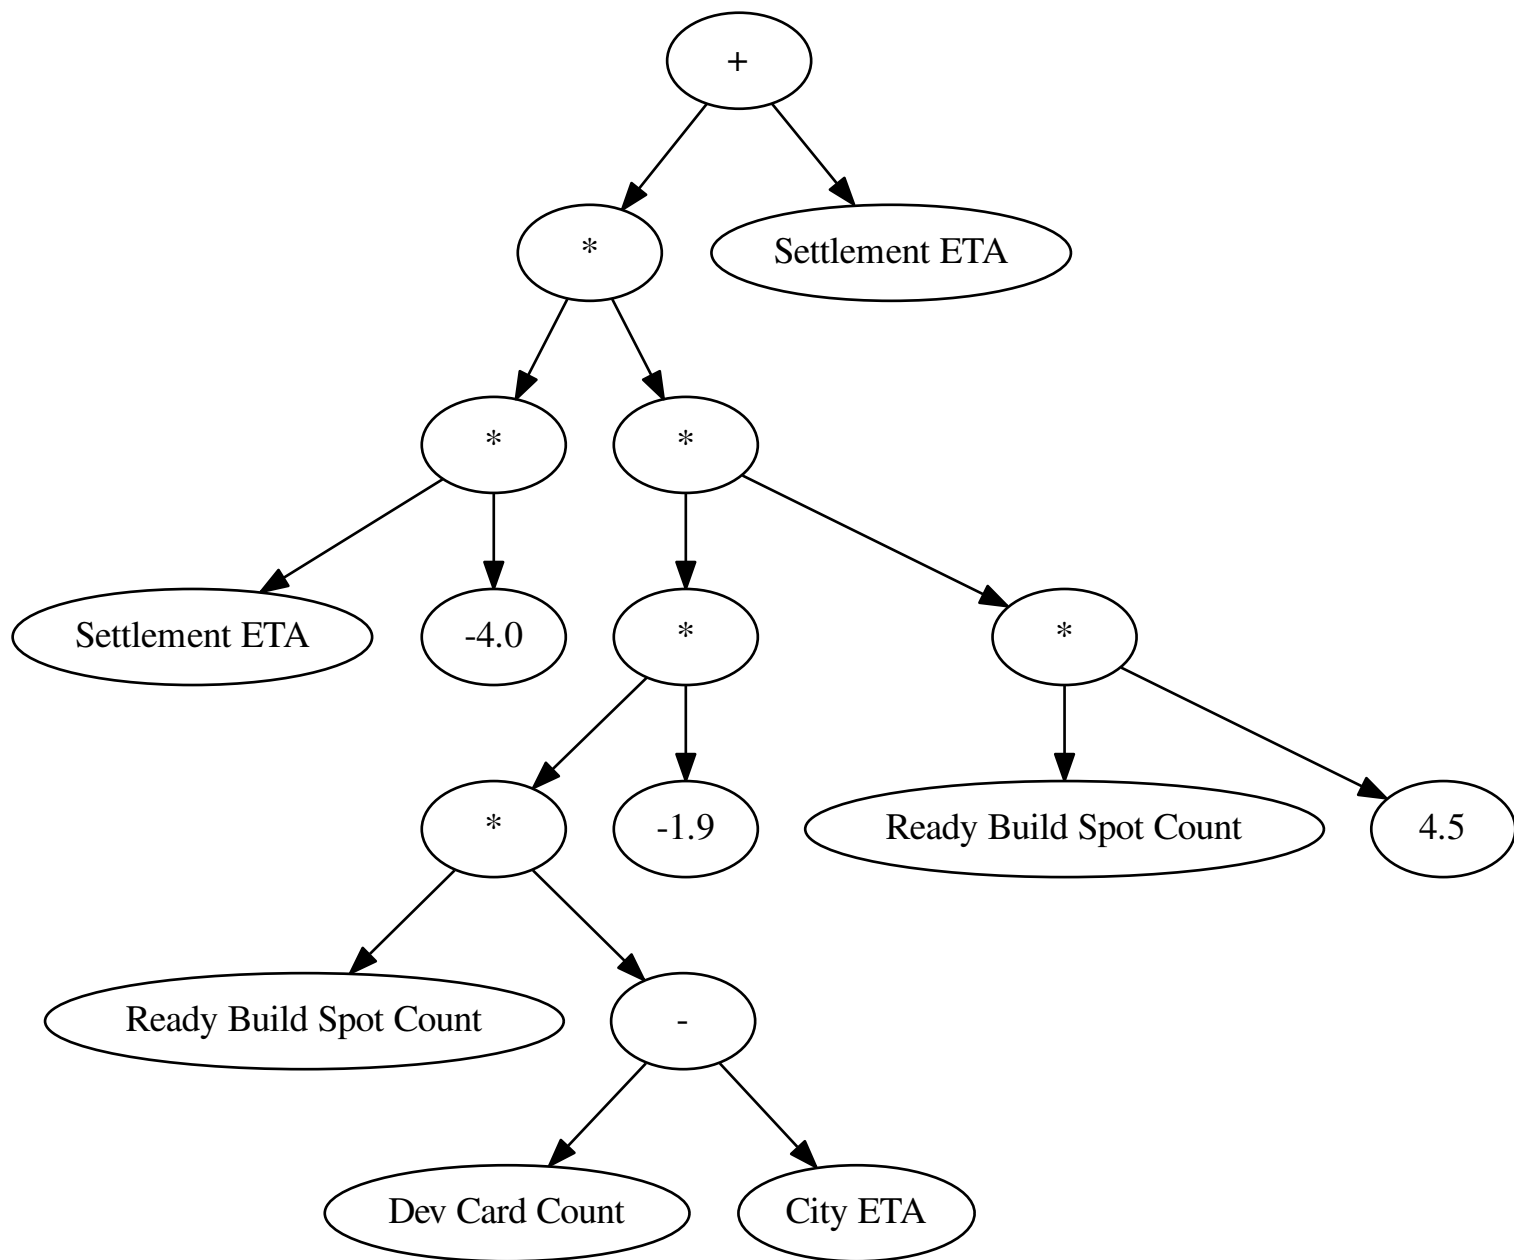 +
*
Settlement ETA
*
*
Settlement ETA
-4.0
*
*
*
-1.9
Ready Build Spot Count
4.5
Ready Build Spot Count
-
Dev Card Count
City ETA